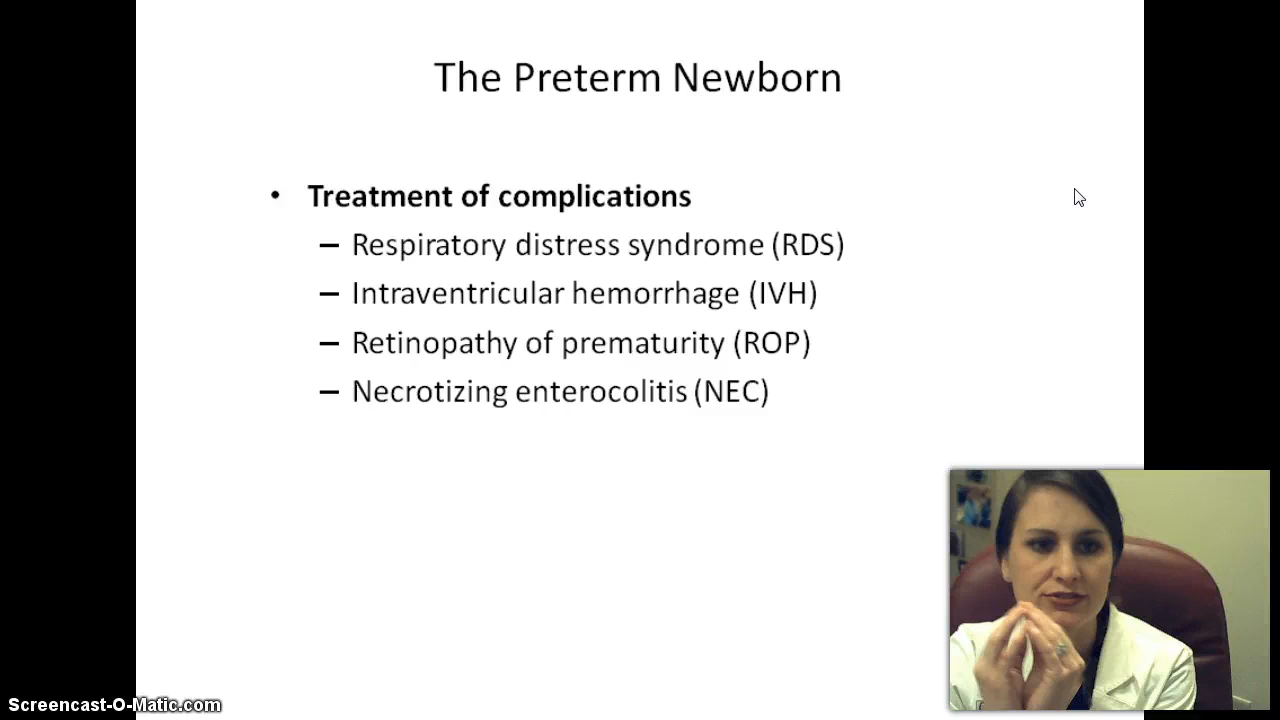 The Preterm Newborn
• Treatment of complications
– Respiratory distress syndrome (RDS)
– Intraventricular hemorrhage (IVH)
– Retinopathy of prematurity (ROP)
– Necrotizing enterocolitis (NEC)
Screencast-O-Matic.com